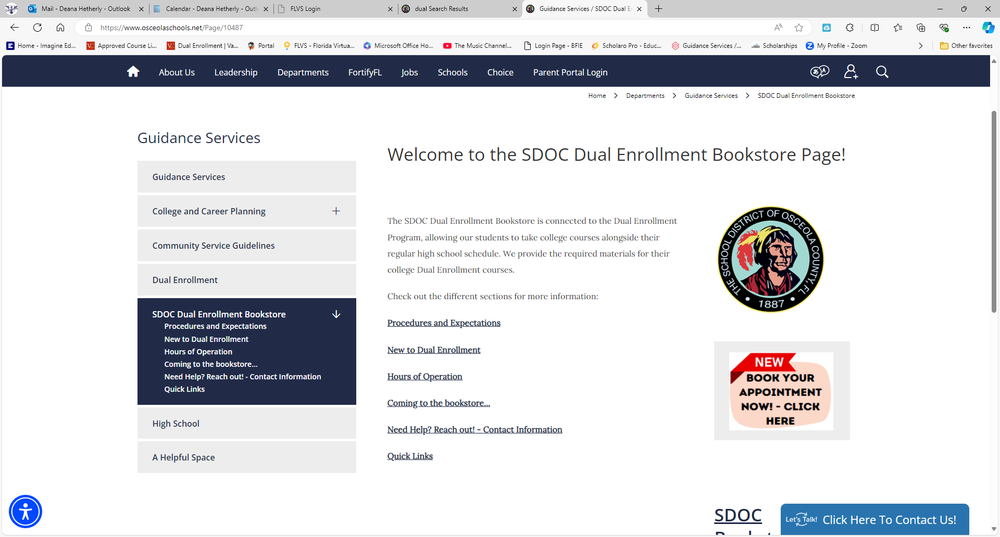 Mail - Deana Hetherly - Outlook
Calendar - Deana Hetherly - Outlo
FLVS Login
dual Search Results
Guidance Services / SDOC Dual E
https://www.osceolaschools.net/Page/10487
Home - Imagine Ed...
Approved Course Li...
Dual Enrollment | Va...
Portal
FLVS - Florida Virtua...
Microsoft Office Ho...
The Music Channel...
Login Page - BFIE
Scholaro Pro - Educ...
Guidance Services /...
Scholarships
My Profile - Zoom
Other favorites
About Us
Leadership
Departments
FortifyFL
Jobs
Schools
Choice
Parent Portal Login
Home
Departments
Guidance Services
SDOC Dual Enrollment Bookstore
Guidance Services
Guidance Services
College and Career Planning
Community Service Guidelines
Dual Enrollment
SDOC Dual Enrollment Bookstore
Procedures and Expectations
New to Dual Enrollment
Hours of Operation
Coming to the bookstore...
Need Help? Reach out! - Contact Information
Quick Links
High School
A Helpful Space
Welcome to the SDOC Dual Enrollment Bookstore Page!
The SDOC Dual Enrollment Bookstore is connected to the Dual Enrollment
Program, allowing our students to take college courses alongside their
regular high school schedule. We provide the required materials for their
college Dual Enrollment courses.
Check out the different sections for more information:
Procedures and Expectations
New to Dual Enrollment
Hours of Operation
Coming to the bookstore...
Need Help? Reach out! - Contact Information
Quick Links
THE SCHOOL DISTRICT OF OSCEOLA COUNTY, FL
1887
NEW
BOOK YOUR
APPOINTMENT
NOW! - CLICK
HERE
SDOC
Let's Talk! Click Here To Contact Us!